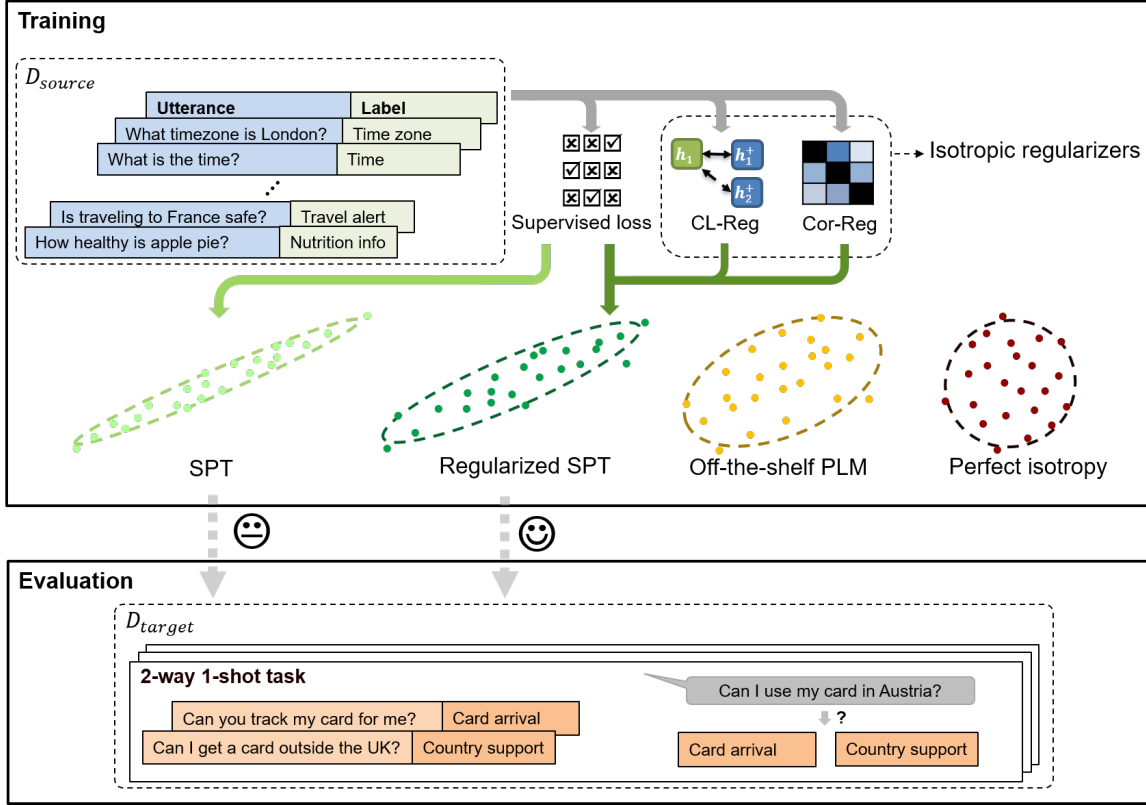 Training
D_source
Utterance Label
What timezone is London? Time zone
What is the time? Time
...
Is traveling to France safe? Travel alert
How healthy is apple pie? Nutrition info
Supervised loss
h₁ h₁⁺
h₂⁺
CL-Reg
Cor-Reg
Isotropic regularizers
SPT
Regularized SPT
Off-the-shelf PLM
Perfect isotropy
Evaluation
D_target
2-way 1-shot task
Can you track my card for me? Card arrival
Can I get a card outside the UK? Country support
Can I use my card in Austria?
?
Card arrival Country support